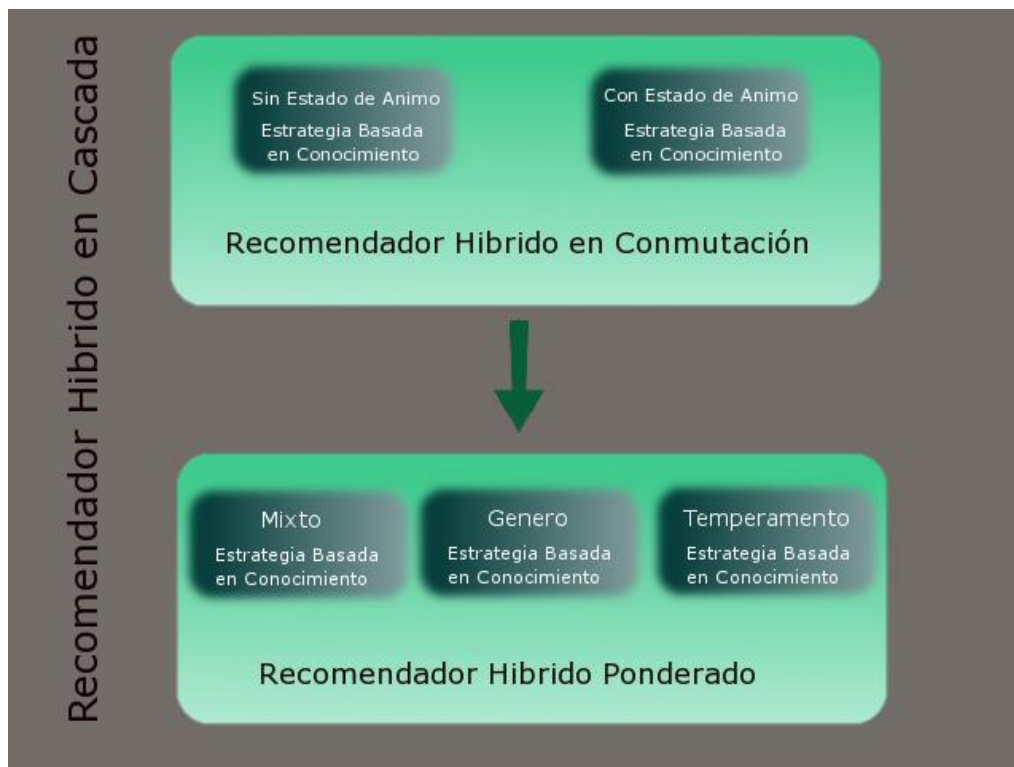 Recomendador Hibrido en Cascada
Sin Estado de Animo
Estrategia Basada
en Conocimiento
Con Estado de Animo
Estrategia Basada
en Conocimiento
Recomendador Hibrido en Conmutación
Mixto
Estrategia Basada
en Conocimiento
Genero
Estrategia Basada
en Conocimiento
Temperamento
Estrategia Basada
en Conocimiento
Recomendador Hibrido Ponderado